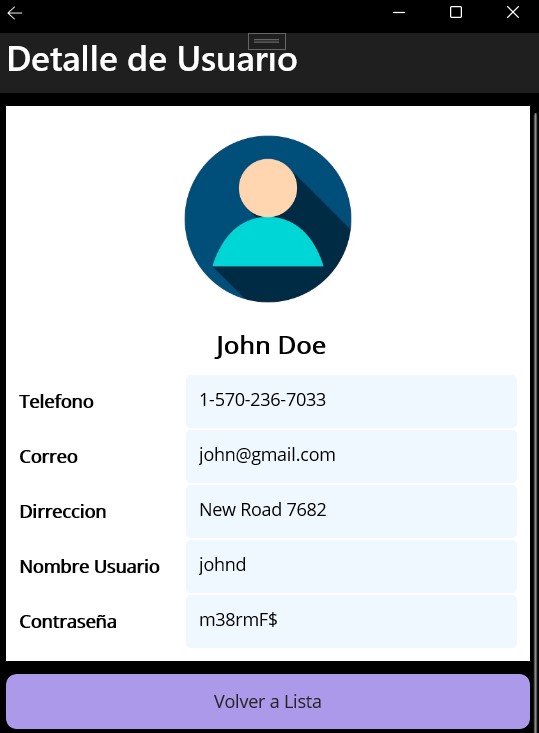 Detalle de Usuario
John Doe
Telefono 1-570-236-7033
Correo john@gmail.com
Dirreccion New Road 7682
Nombre Usuario johnd
Contraseña m38rmF$
Volver a Lista